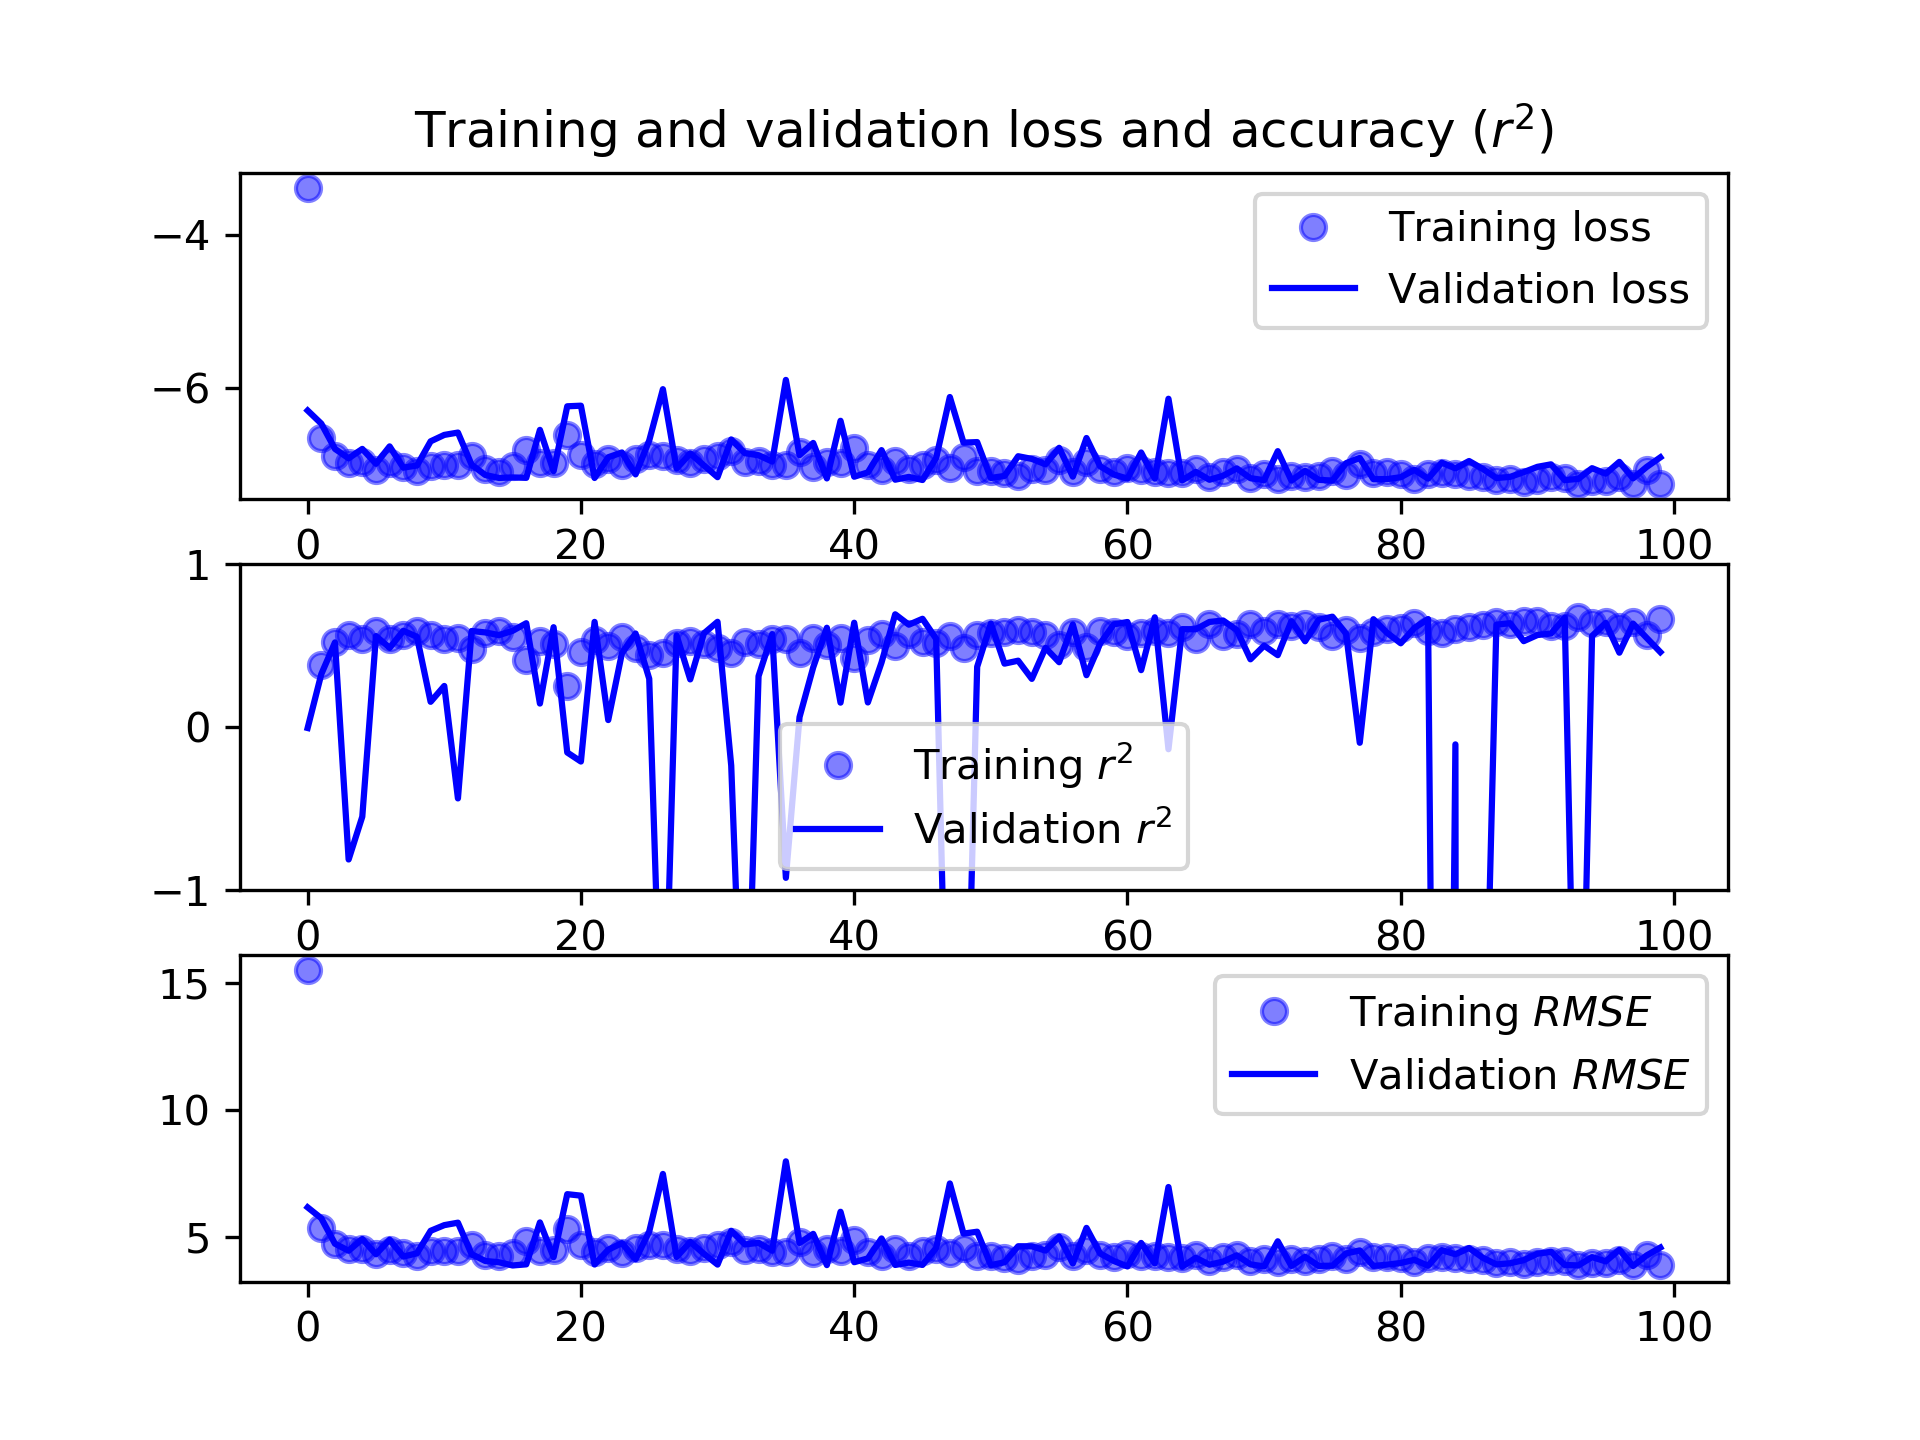 Training and validation loss and accuracy (r²)
−4
−6
Training loss
Validation loss
0 20 40 60 80 100
1
0
−1
Training r²
Validation r²
0 20 40 60 80 100
15
10
5
Training RMSE
Validation RMSE
0 20 40 60 80 100